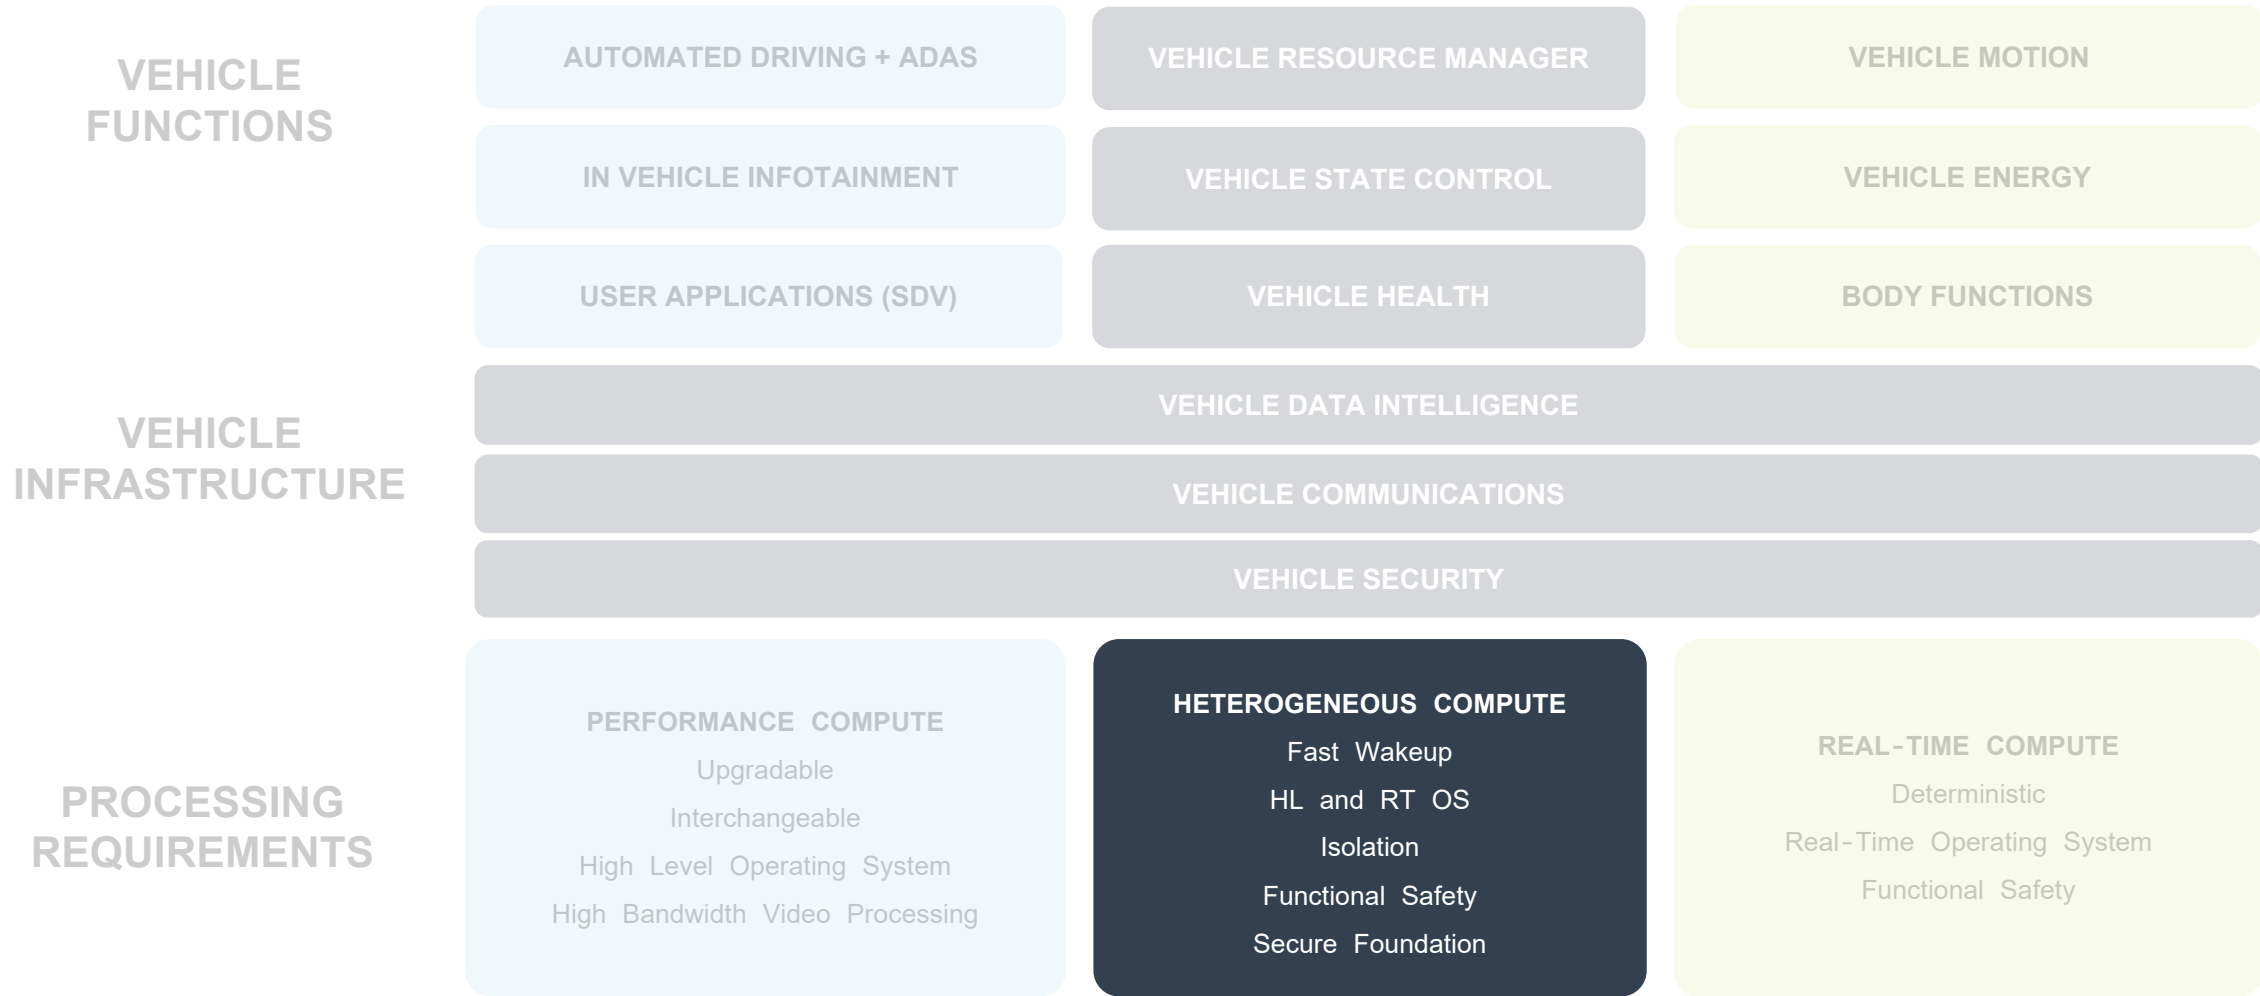 VEHICLE
FUNCTIONS
AUTOMATED DRIVING + ADAS
VEHICLE RESOURCE MANAGER
VEHICLE MOTION
IN VEHICLE INFOTAINMENT
VEHICLE STATE CONTROL
VEHICLE ENERGY
USER APPLICATIONS (SDV)
VEHICLE HEALTH
BODY FUNCTIONS
VEHICLE
INFRASTRUCTURE
VEHICLE DATA INTELLIGENCE
VEHICLE COMMUNICATIONS
VEHICLE SECURITY
PROCESSING
REQUIREMENTS
PERFORMANCE COMPUTE
Upgradable
Interchangeable
High Level Operating System
High Bandwidth Video Processing
HETEROGENEOUS COMPUTE
Fast Wakeup
HL and RT OS
Isolation
Functional Safety
Secure Foundation
REAL-TIME COMPUTE
Deterministic
Real-Time Operating System
Functional Safety